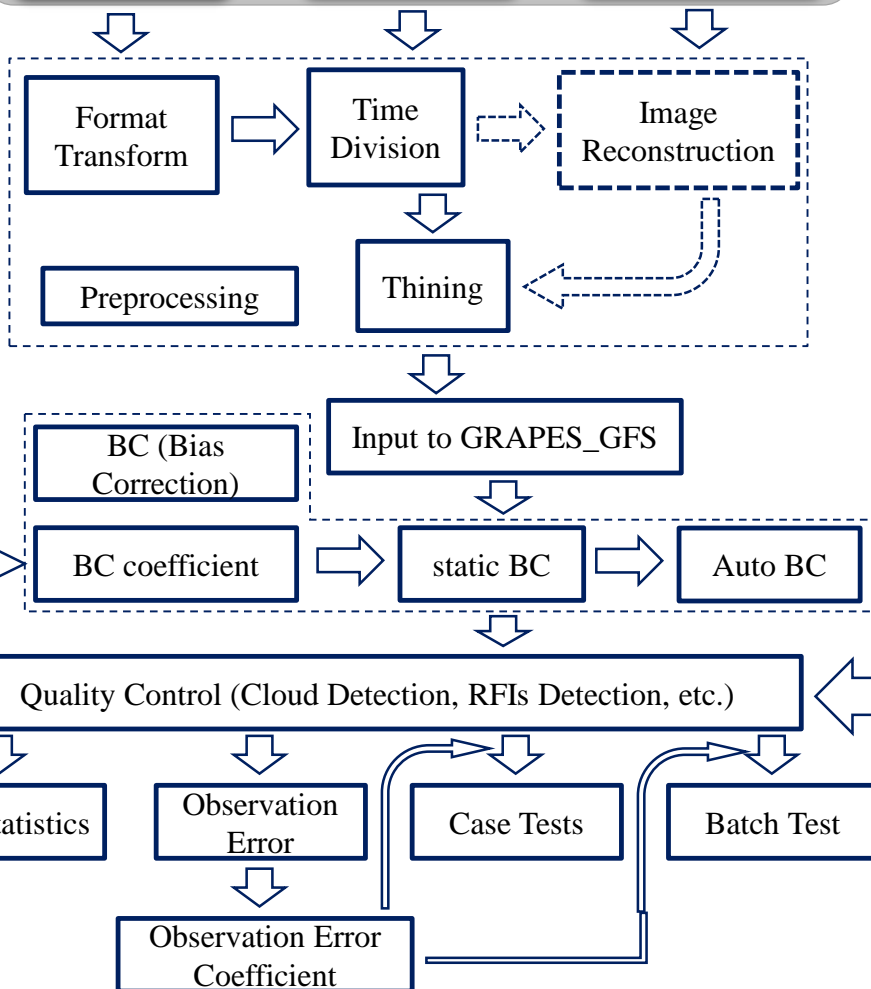 Format
Transform
Time
Division
Image
Reconstruction
Preprocessing
Thining
Input to GRAPES_GFS
BC (Bias
Correction)
BC coefficient
static BC
Auto BC
Quality Control (Cloud Detection, RFIs Detection, etc.)
tatistics
Observation
Error
Case Tests
Batch Test
Observation Error
Coefficient